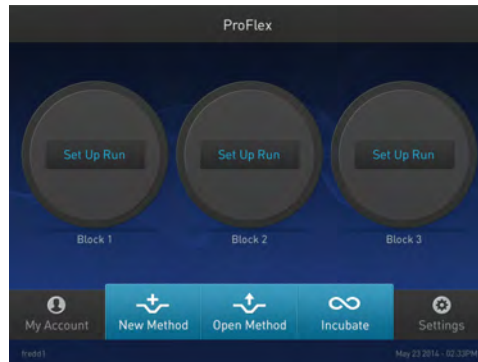 ProFlex
Set Up Run Set Up Run Set Up Run
Block 1 Block 2 Block 3
My Account New Method Open Method Incubate Settings
fredd1 May 23 2014 - 02:33PM